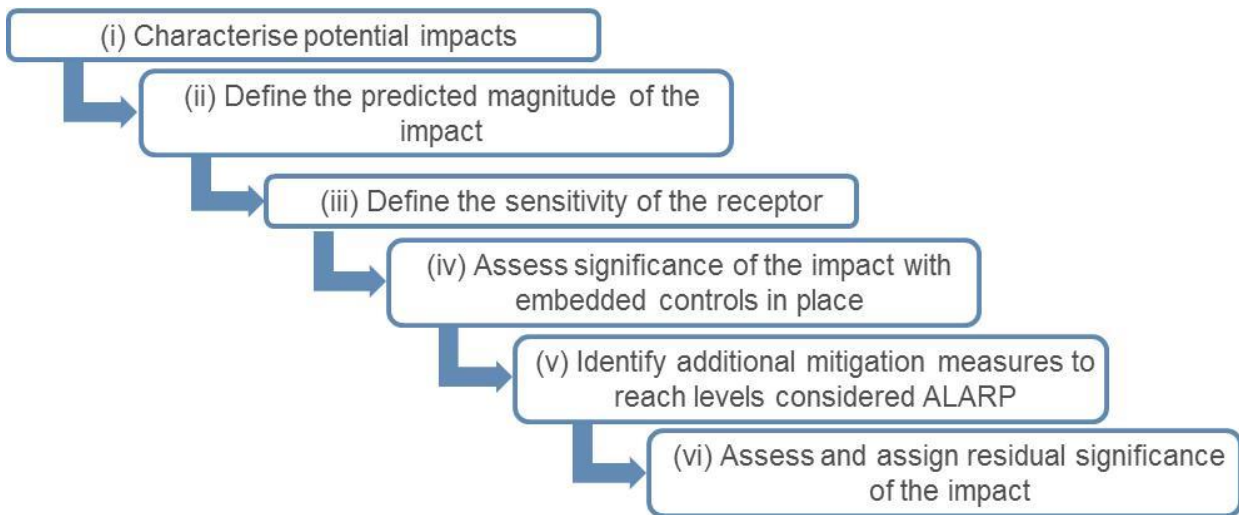 (i) Characterise potential impacts
(ii) Define the predicted magnitude of the
impact
(iii) Define the sensitivity of the receptor
(iv) Assess significance of the impact with
embedded controls in place
(v) Identify additional mitigation measures to
reach levels considered ALARP
(vi) Assess and assign residual significance
of the impact